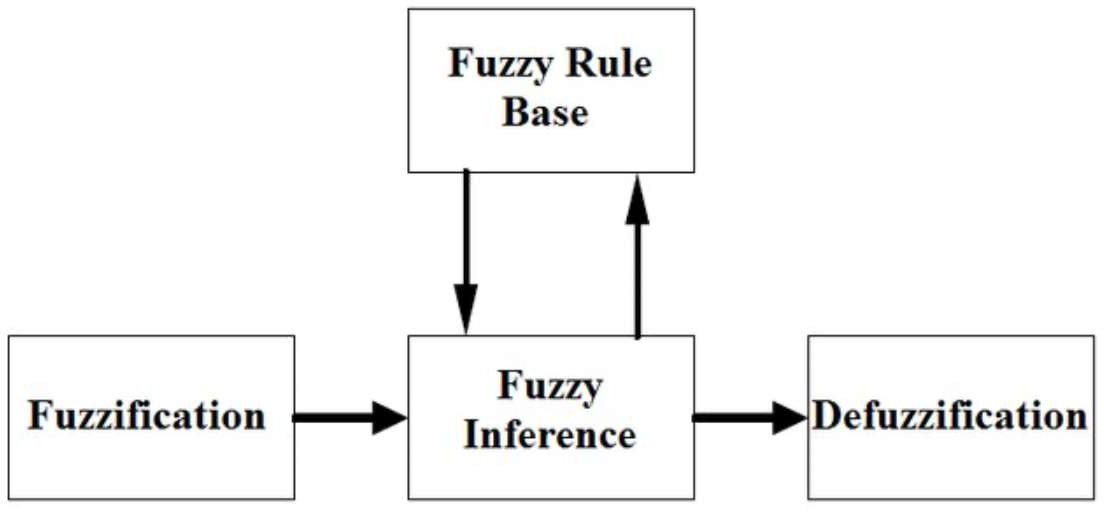 Fuzzy Rule
Base
Fuzzification
Fuzzy
Inference
Defuzzification